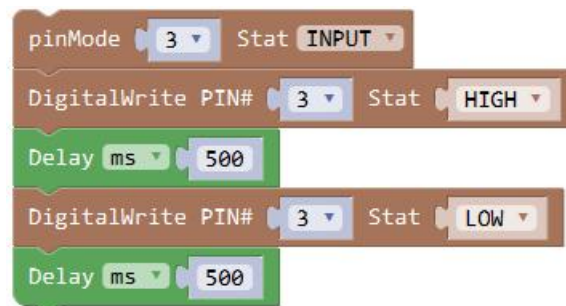 pinMode 3 Stat INPUT
DigitalWrite PIN# 3 Stat HIGH
Delay ms 500
DigitalWrite PIN# 3 Stat LOW
Delay ms 500